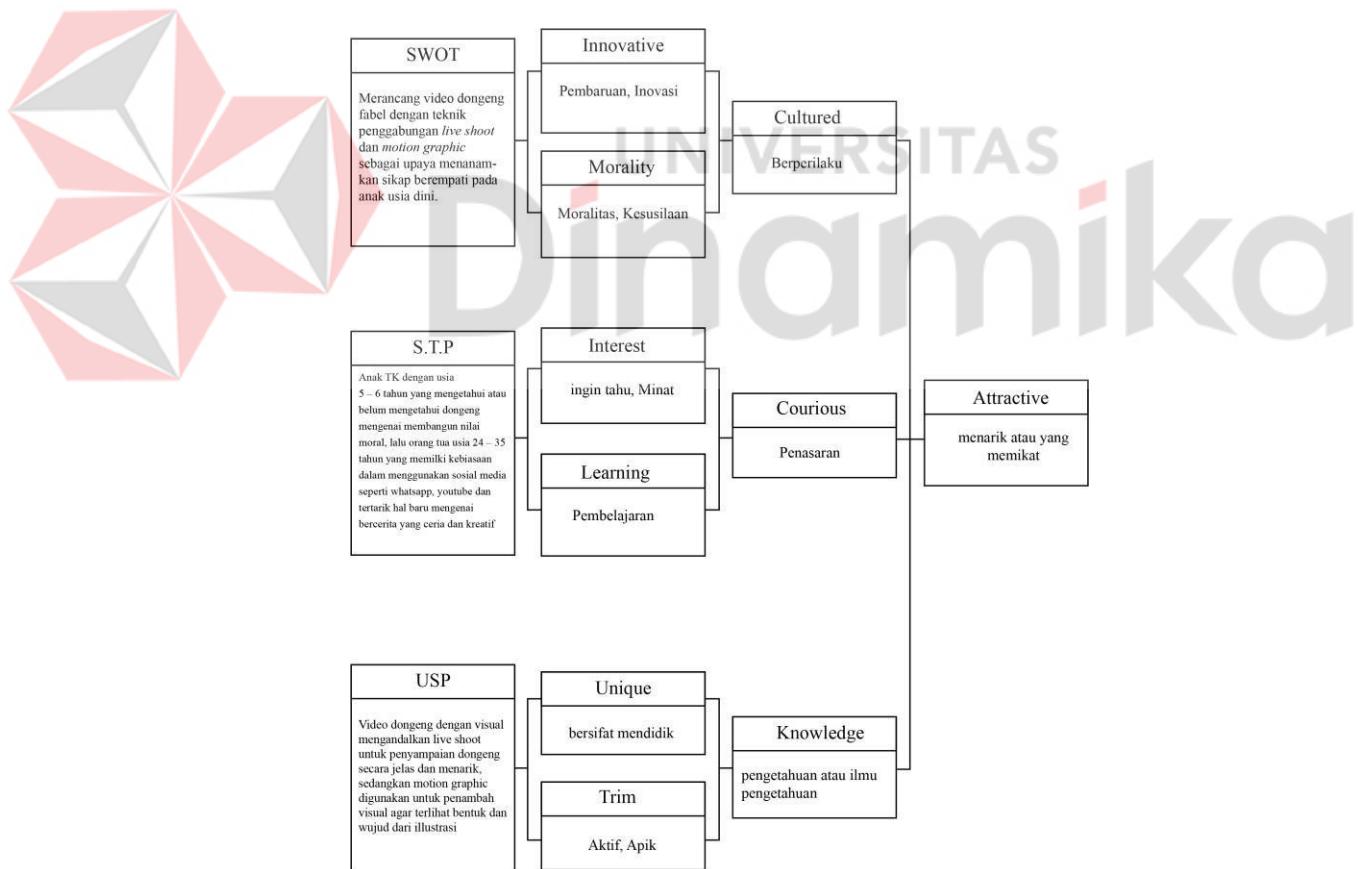 SWOT
Merancang video dongeng
fabel dengan teknik
penggabungan live shoot
dan motion graphic
sebagai upaya menanam-
kan sikap berempati pada
anak usia dini.
Innovative
Pembaruan, Inovasi
Morality
Moralitas, Kesusilaan
Cultured
Berperilaku
UNIVERSITAS
Dinamika
S.T.P
Anak TK dengan usia
5 – 6 tahun yang mengetahui atau
belum mengetahui dongeng
mengenai membangun nilai
moral, lalu orang tua usia 24 – 35
tahun yang memilki kebiasaan
dalam menggunakan sosial media
seperti whatsapp, youtube dan
tertarik hal baru mengenai
bercerita yang ceria dan kreatif
Interest
ingin tahu, Minat
Learning
Pembelajaran
Courious
Penasaran
Attractive
menarik atau yang
memikat
USP
Video dongeng dengan visual
mengandalkan live shoot
untuk penyampaian dongeng
secara jelas dan menarik,
sedangkan motion graphic
digunakan untuk penambah
visual agar terlihat bentuk dan
wujud dari illustrasi
Unique
bersifat mendidik
Trim
Aktif, Apik
Knowledge
pengetahuan atau ilmu
pengetahuan